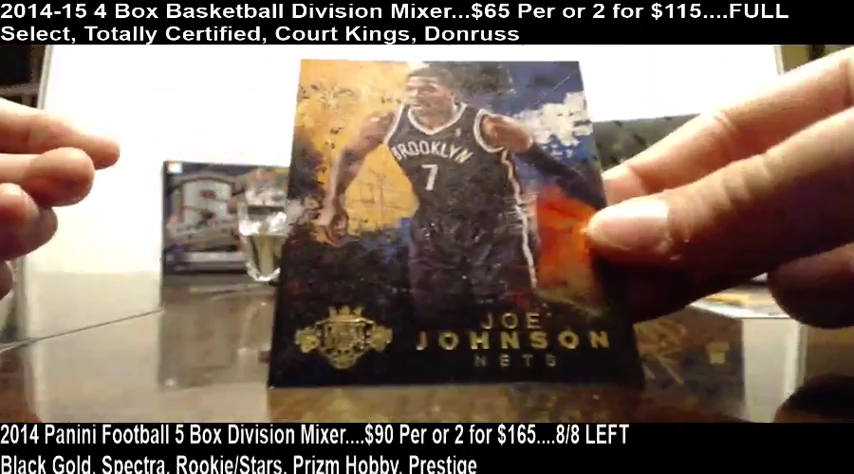 2014-15 4 Box Basketball Division Mixer...$65 Per or 2 for $115....FULL
Select, Totally Certified, Court Kings, Donruss
BROOKLYN
7
JOE
JOHNSON
NETS
2014 Panini Football 5 Box Division Mixer....$90 Per or 2 for $165....8/8 LEFT
Black Gold, Spectra, Rookie/Stars, Prizm Hobby, Prestige